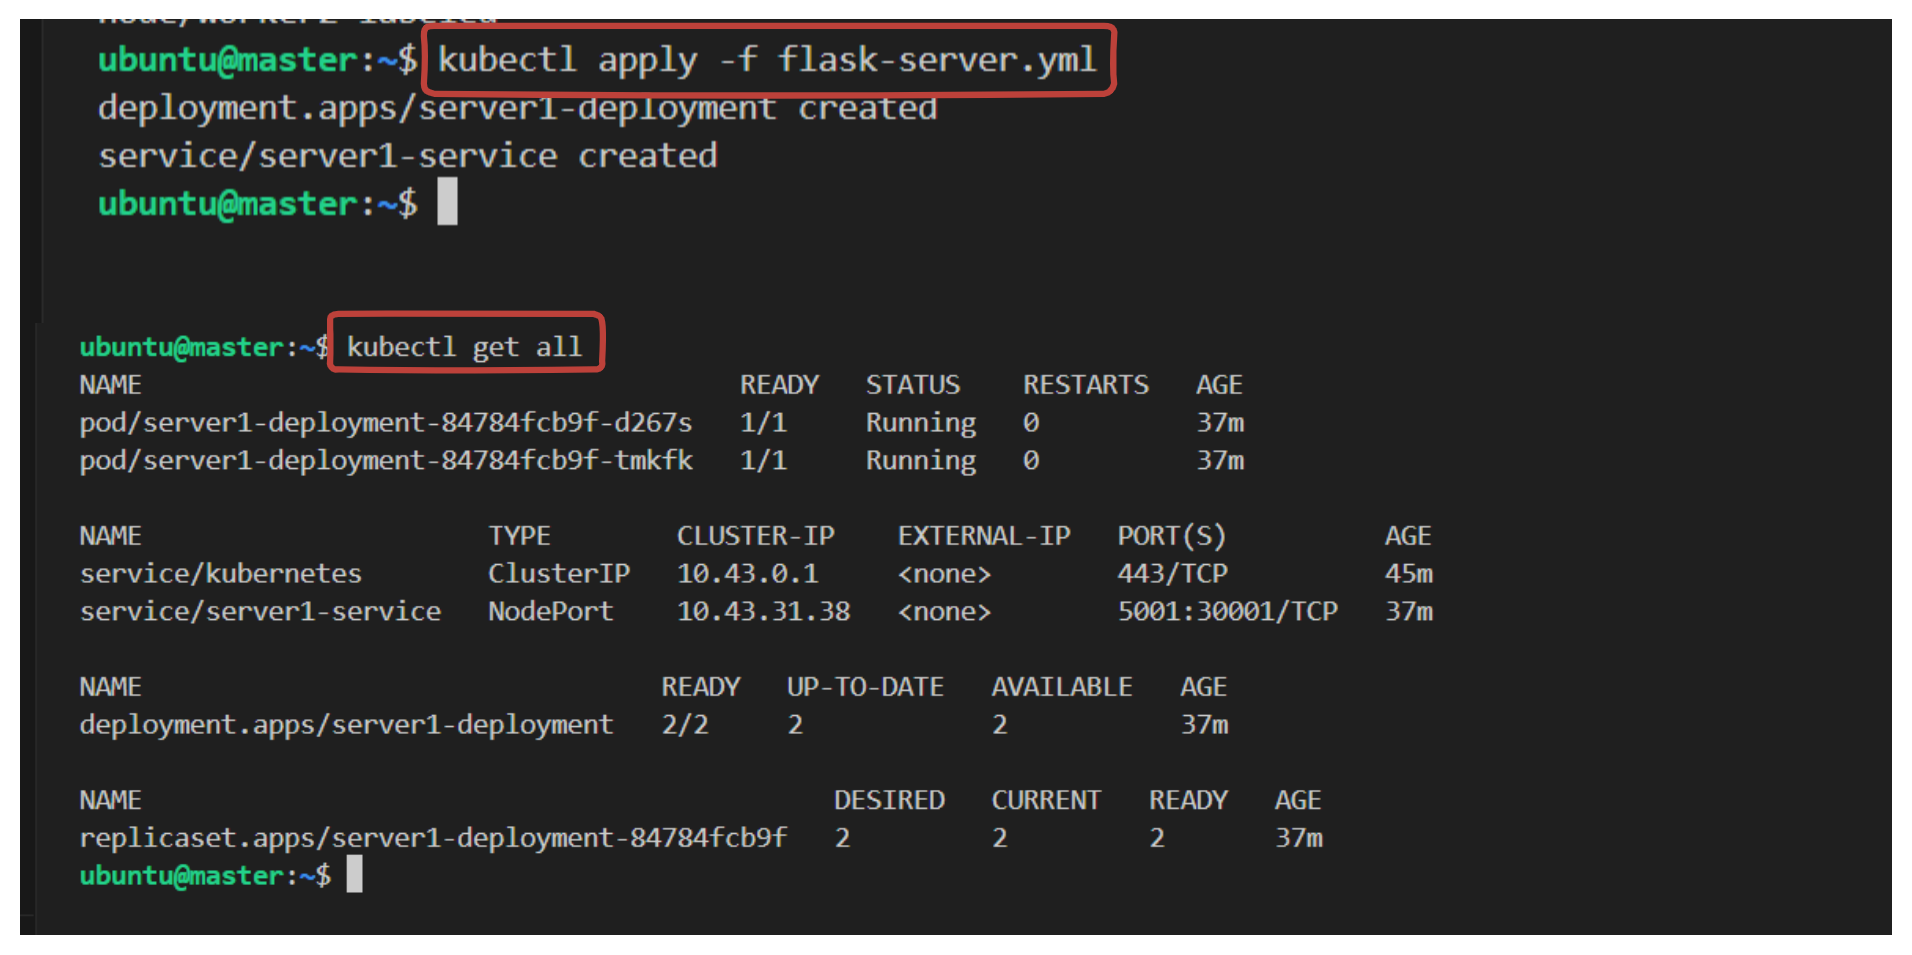 node/worker2 labeled
ubuntu@master:~$ kubectl apply -f flask-server.yml
deployment.apps/server1-deployment created
service/server1-service created
ubuntu@master:~$
ubuntu@master:~$ kubectl get all
NAME READY STATUS RESTARTS AGE
pod/server1-deployment-84784fcb9f-d267s 1/1 Running 0 37m
pod/server1-deployment-84784fcb9f-tmkfk 1/1 Running 0 37m
NAME TYPE CLUSTER-IP EXTERNAL-IP PORT(S) AGE
service/kubernetes ClusterIP 10.43.0.1 <none> 443/TCP 45m
service/server1-service NodePort 10.43.31.38 <none> 5001:30001/TCP 37m
NAME READY UP-TO-DATE AVAILABLE AGE
deployment.apps/server1-deployment 2/2 2 2 37m
NAME DESIRED CURRENT READY AGE
replicaset.apps/server1-deployment-84784fcb9f 2 2 2 37m
ubuntu@master:~$